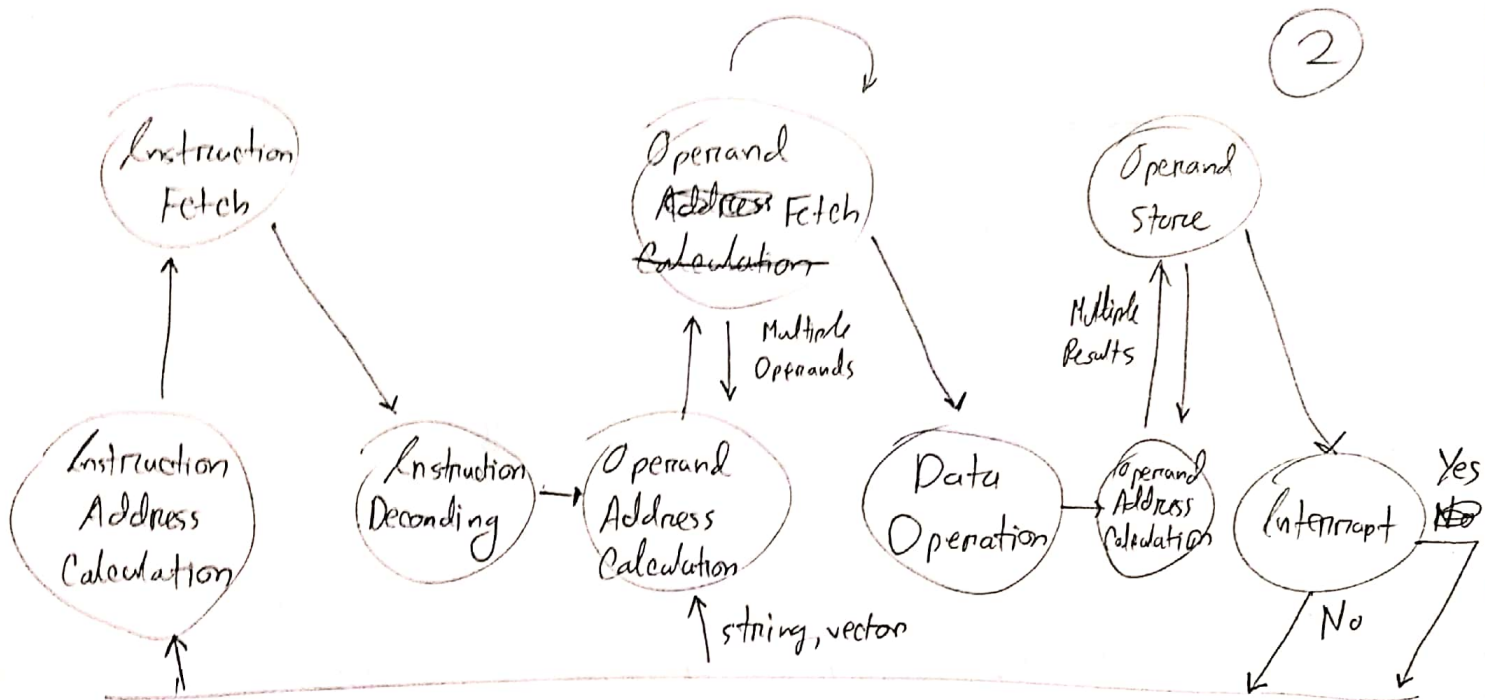 2
Instruction
Fetch
Operand
Address Fetch
Calculation
Operand
Store
Multiple
Operands
Multiple
Results
Instruction
Address
Calculation
Instruction
Deconding
Operand
Address
Calculation
Data
Operation
Operand
Address
Calculation
Interrupt
Yes
No
No
string, vector